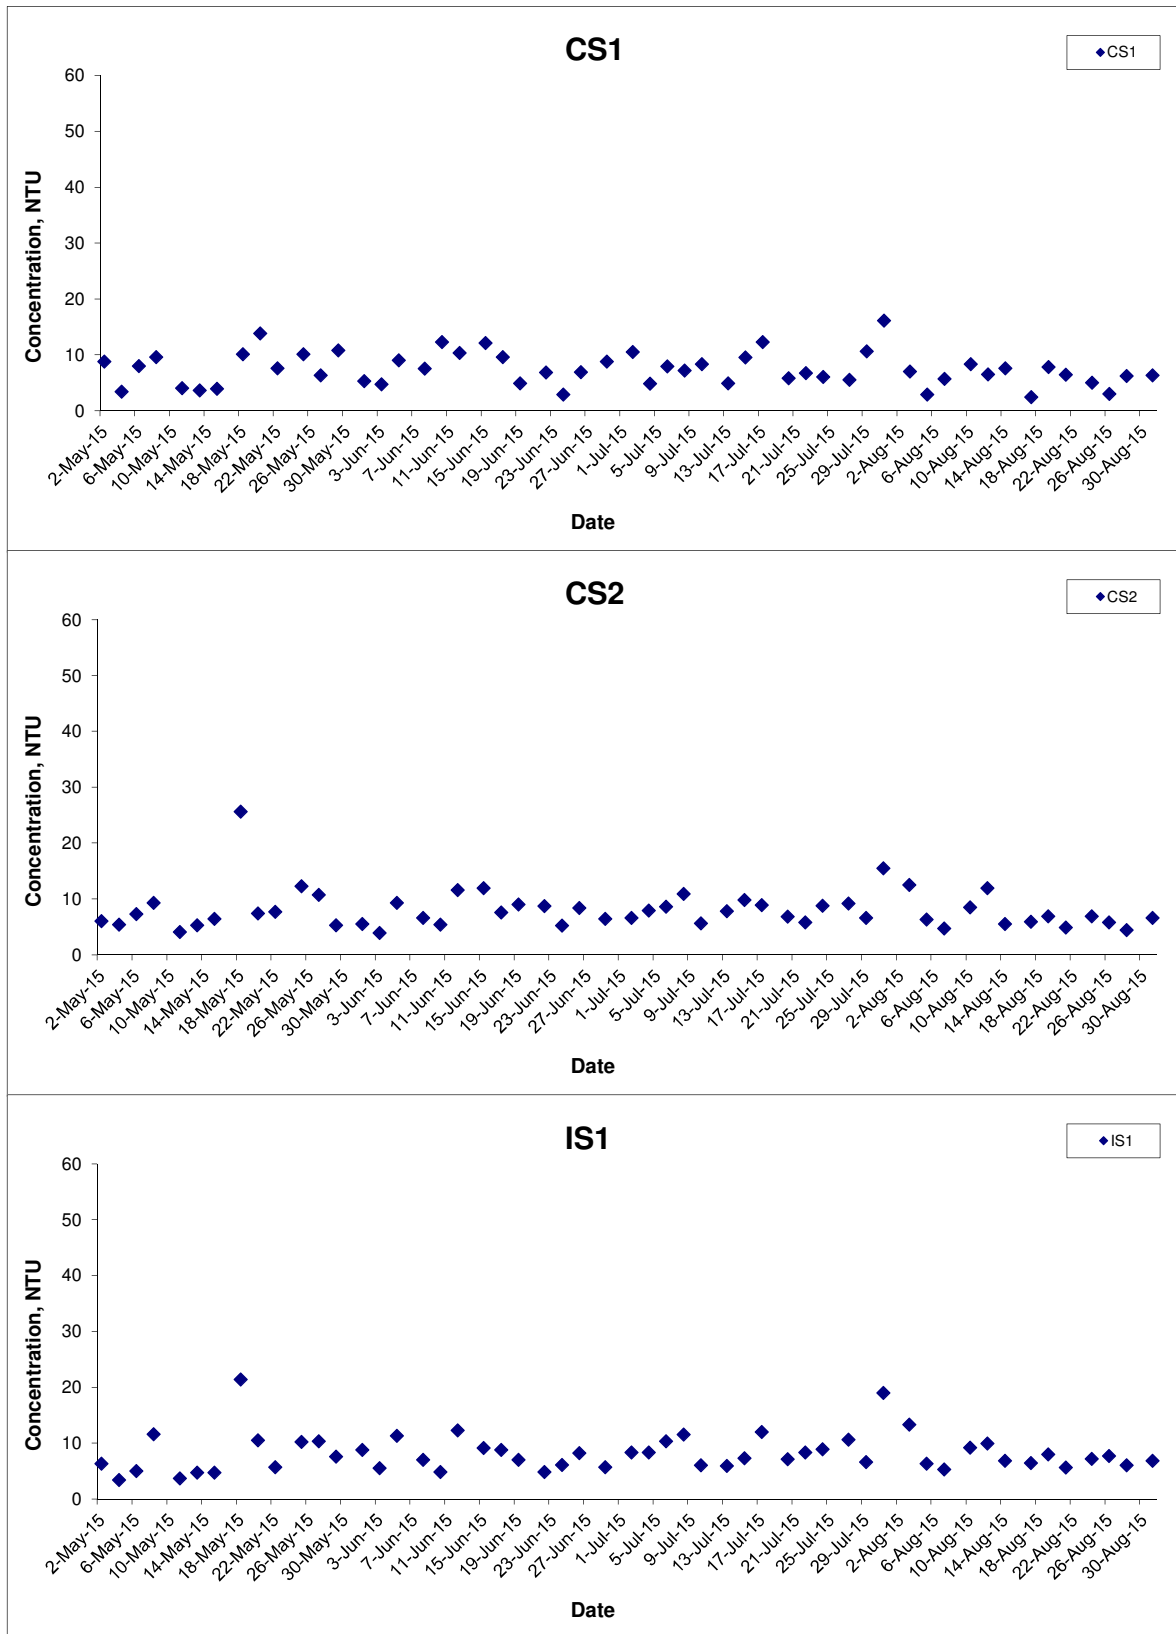 CS1
CS1
60
50
40
30
20
10
0
Concentration, NTU
2-May-15
6-May-15
10-May-15
14-May-15
18-May-15
22-May-15
26-May-15
30-May-15
3-Jun-15
7-Jun-15
11-Jun-15
15-Jun-15
19-Jun-15
23-Jun-15
27-Jun-15
1-Jul-15
5-Jul-15
9-Jul-15
13-Jul-15
17-Jul-15
21-Jul-15
25-Jul-15
29-Jul-15
2-Aug-15
6-Aug-15
10-Aug-15
14-Aug-15
18-Aug-15
22-Aug-15
26-Aug-15
30-Aug-15
Date
CS2
CS2
60
50
40
30
20
10
0
Concentration, NTU
2-May-15
6-May-15
10-May-15
14-May-15
18-May-15
22-May-15
26-May-15
30-May-15
3-Jun-15
7-Jun-15
11-Jun-15
15-Jun-15
19-Jun-15
23-Jun-15
27-Jun-15
1-Jul-15
5-Jul-15
9-Jul-15
13-Jul-15
17-Jul-15
21-Jul-15
25-Jul-15
29-Jul-15
2-Aug-15
6-Aug-15
10-Aug-15
14-Aug-15
18-Aug-15
22-Aug-15
26-Aug-15
30-Aug-15
Date
IS1
IS1
60
50
40
30
20
10
0
Concentration, NTU
2-May-15
6-May-15
10-May-15
14-May-15
18-May-15
22-May-15
26-May-15
30-May-15
3-Jun-15
7-Jun-15
11-Jun-15
15-Jun-15
19-Jun-15
23-Jun-15
27-Jun-15
1-Jul-15
5-Jul-15
9-Jul-15
13-Jul-15
17-Jul-15
21-Jul-15
25-Jul-15
29-Jul-15
2-Aug-15
6-Aug-15
10-Aug-15
14-Aug-15
18-Aug-15
22-Aug-15
26-Aug-15
30-Aug-15
Date